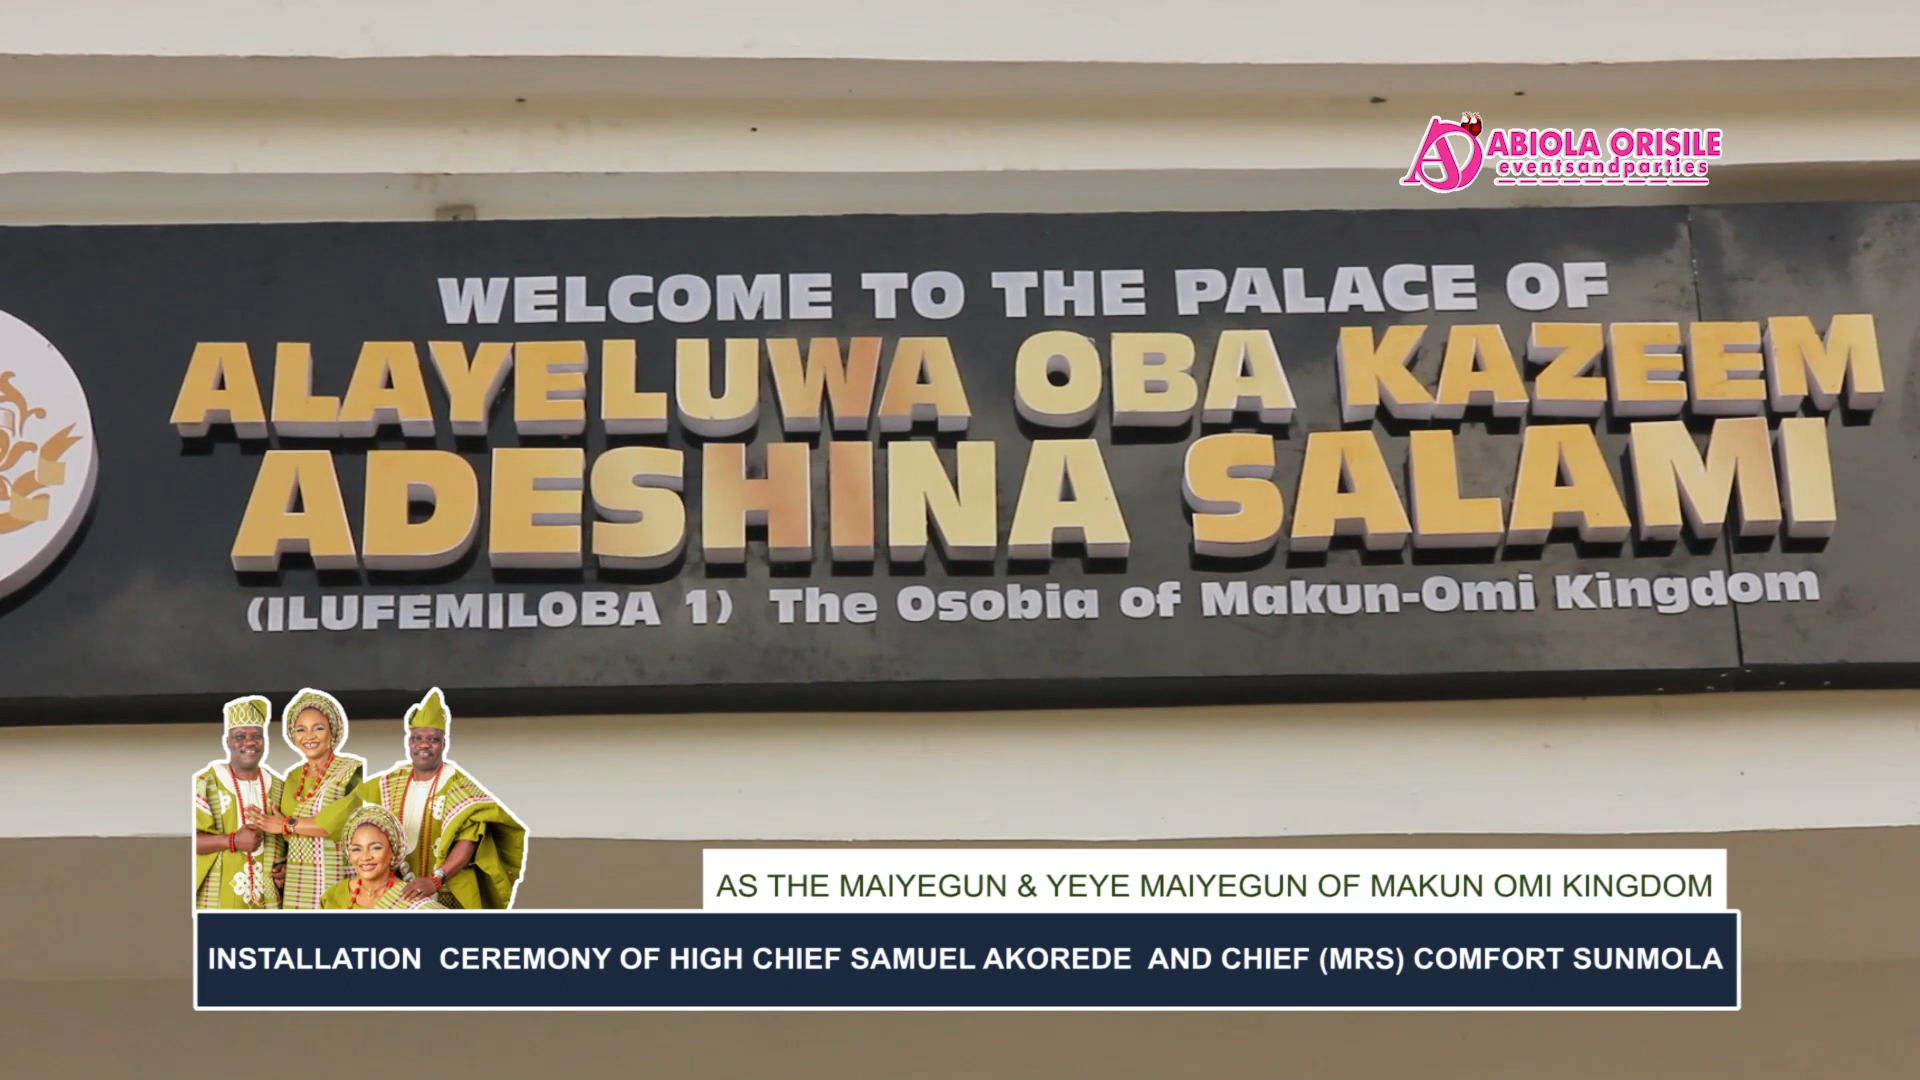 ABIOLA ORISILE
eventsandparties
WELCOME TO THE PALACE OF
ALAYELUWA OBA KAZEEM
ADESHINA SALAMI
(ILUFEMILOBA 1) The Osobia of Makun-Omi Kingdom
AS THE MAIYEGUN & YEYE MAIYEGUN OF MAKUN OMI KINGDOM
INSTALLATION CEREMONY OF HIGH CHIEF SAMUEL AKOREDE AND CHIEF (MRS) COMFORT SUNMOLA